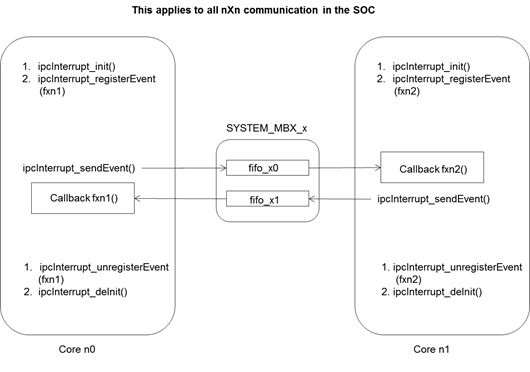 This applies to all nXn communication in the SOC
1. ipcInterrupt_init()
2. ipcInterrupt_registerEvent
(fxn1)
ipcInterrupt_sendEvent()
Callback fxn1()
1. ipcInterrupt_unregisterEvent
(fxn1)
2. ipcInterrupt_deInit()
Core n0
SYSTEM_MBX_x
fifo_x0
fifo_x1
1. ipcInterrupt_init()
2. ipcInterrupt_registerEvent
(fxn2)
Callback fxn2()
ipcInterrupt_sendEvent()
1. ipcInterrupt_unregisterEvent
(fxn2)
2. ipcInterrupt_deInit()
Core n1